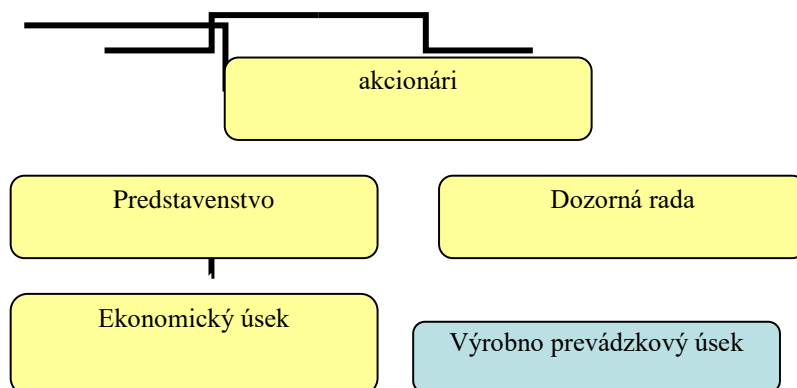 akcionári
Predstavenstvo
Dozorná rada
Ekonomický úsek
Výrobno prevádzkový úsek